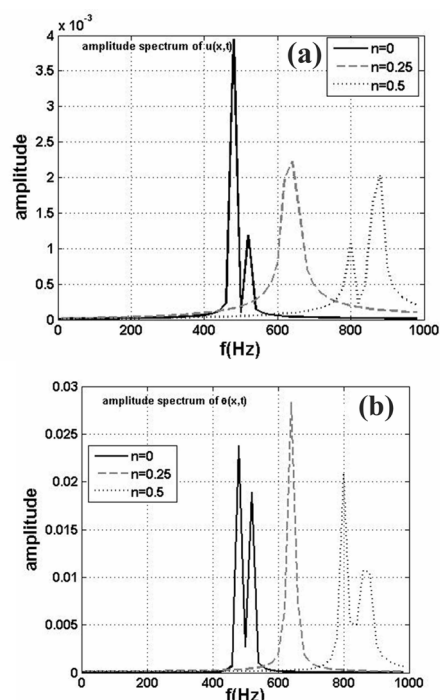 x 10⁻³
amplitude spectrum of u(x,t)
(a)
n=0
n=0.25
n=0.5
4
3.5
3
2.5
2
1.5
1
0.5
0
amplitude
0 200 400 600 800 1000
f(Hz)
(b)
amplitude spectrum of θ(x,t)
n=0
n=0.25
n=0.5
0.03
0.025
0.02
0.015
0.01
0.005
0
amplitude
0 200 400 600 800 1000
f(Hz)